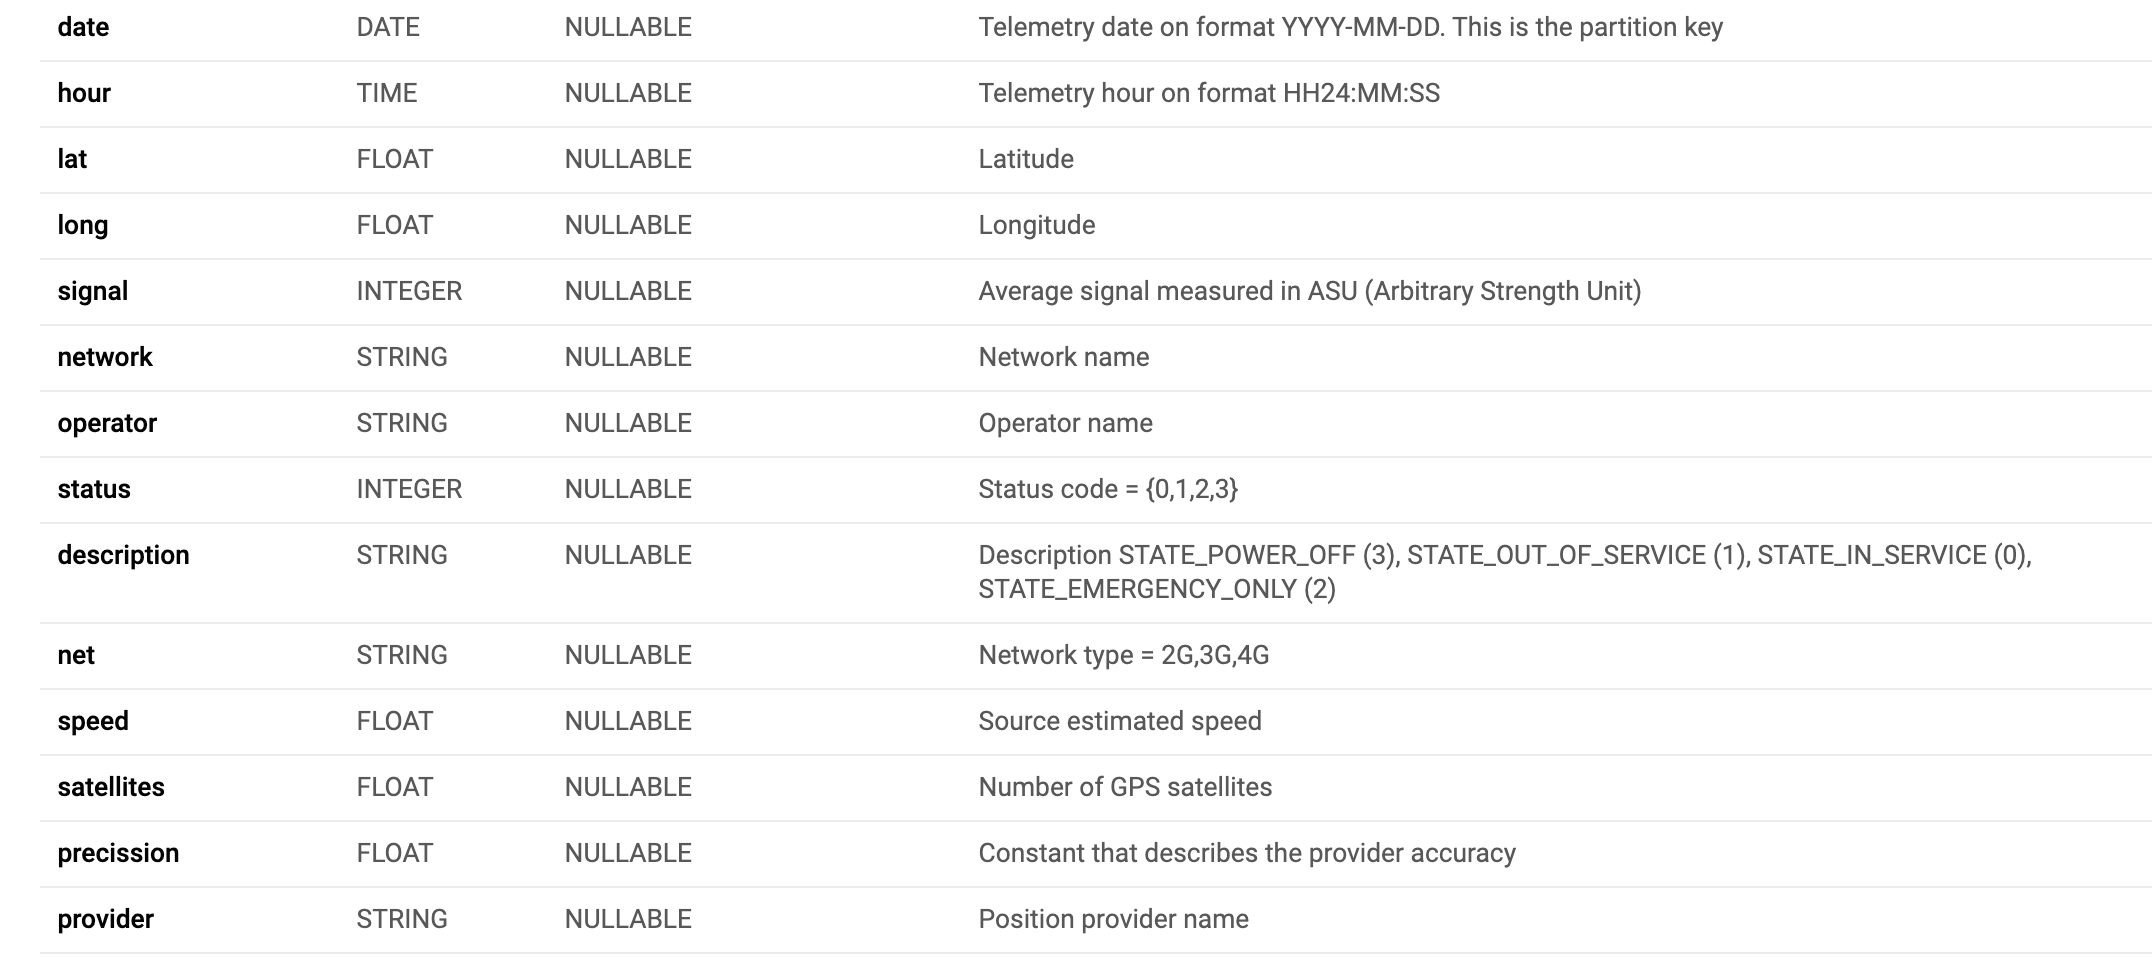 date DATE NULLABLE Telemetry date on format YYYY-MM-DD. This is the partition key
hour TIME NULLABLE Telemetry hour on format HH24:MM:SS
lat FLOAT NULLABLE Latitude
long FLOAT NULLABLE Longitude
signal INTEGER NULLABLE Average signal measured in ASU (Arbitrary Strength Unit)
network STRING NULLABLE Network name
operator STRING NULLABLE Operator name
status INTEGER NULLABLE Status code = {0,1,2,3}
description STRING NULLABLE Description STATE_POWER_OFF (3), STATE_OUT_OF_SERVICE (1), STATE_IN_SERVICE (0),
STATE_EMERGENCY_ONLY (2)
net STRING NULLABLE Network type = 2G,3G,4G
speed FLOAT NULLABLE Source estimated speed
satellites FLOAT NULLABLE Number of GPS satellites
precission FLOAT NULLABLE Constant that describes the provider accuracy
provider STRING NULLABLE Position provider name